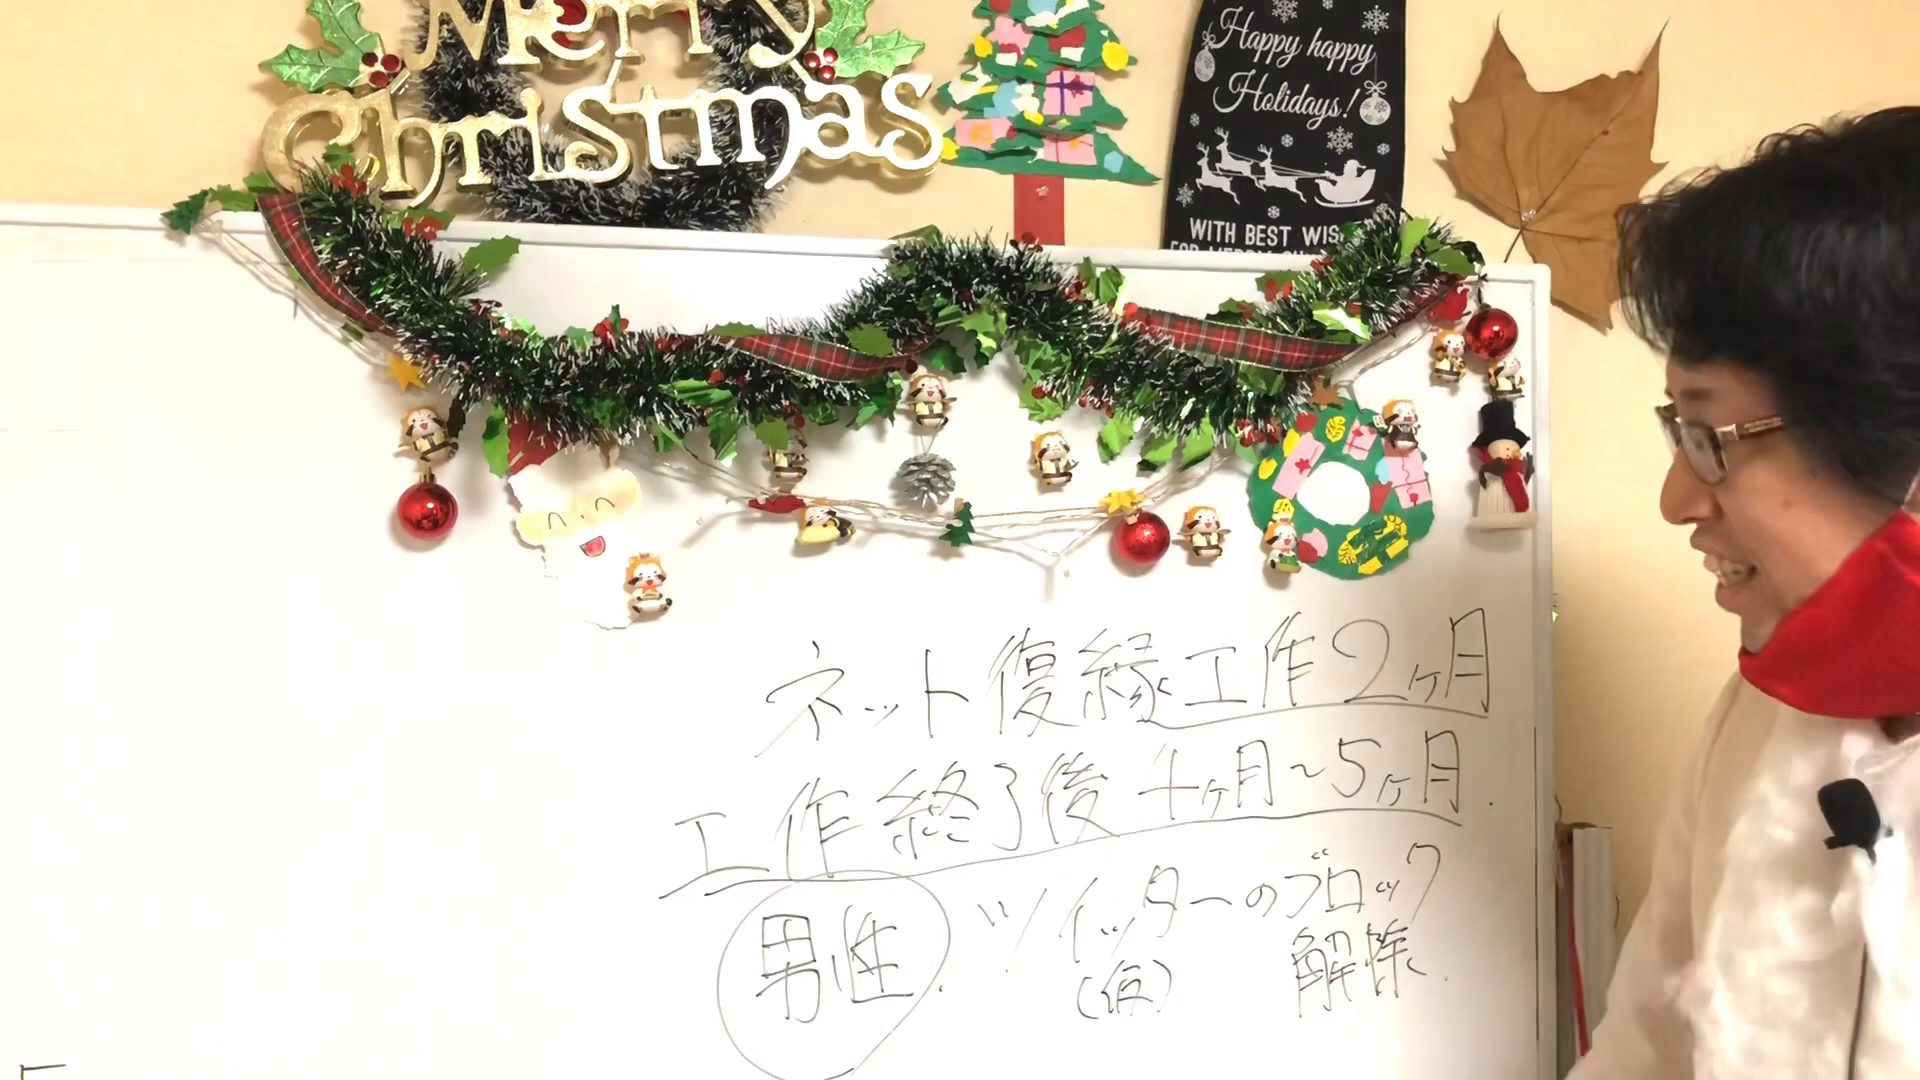 Merry
Christmas
Happy happy
Holidays!
WITH BEST
ネット復縁工作2ヶ月
工作終了後4ヶ月~5ヶ月.
男性. ツイッターのブロック
(仮) 解除.